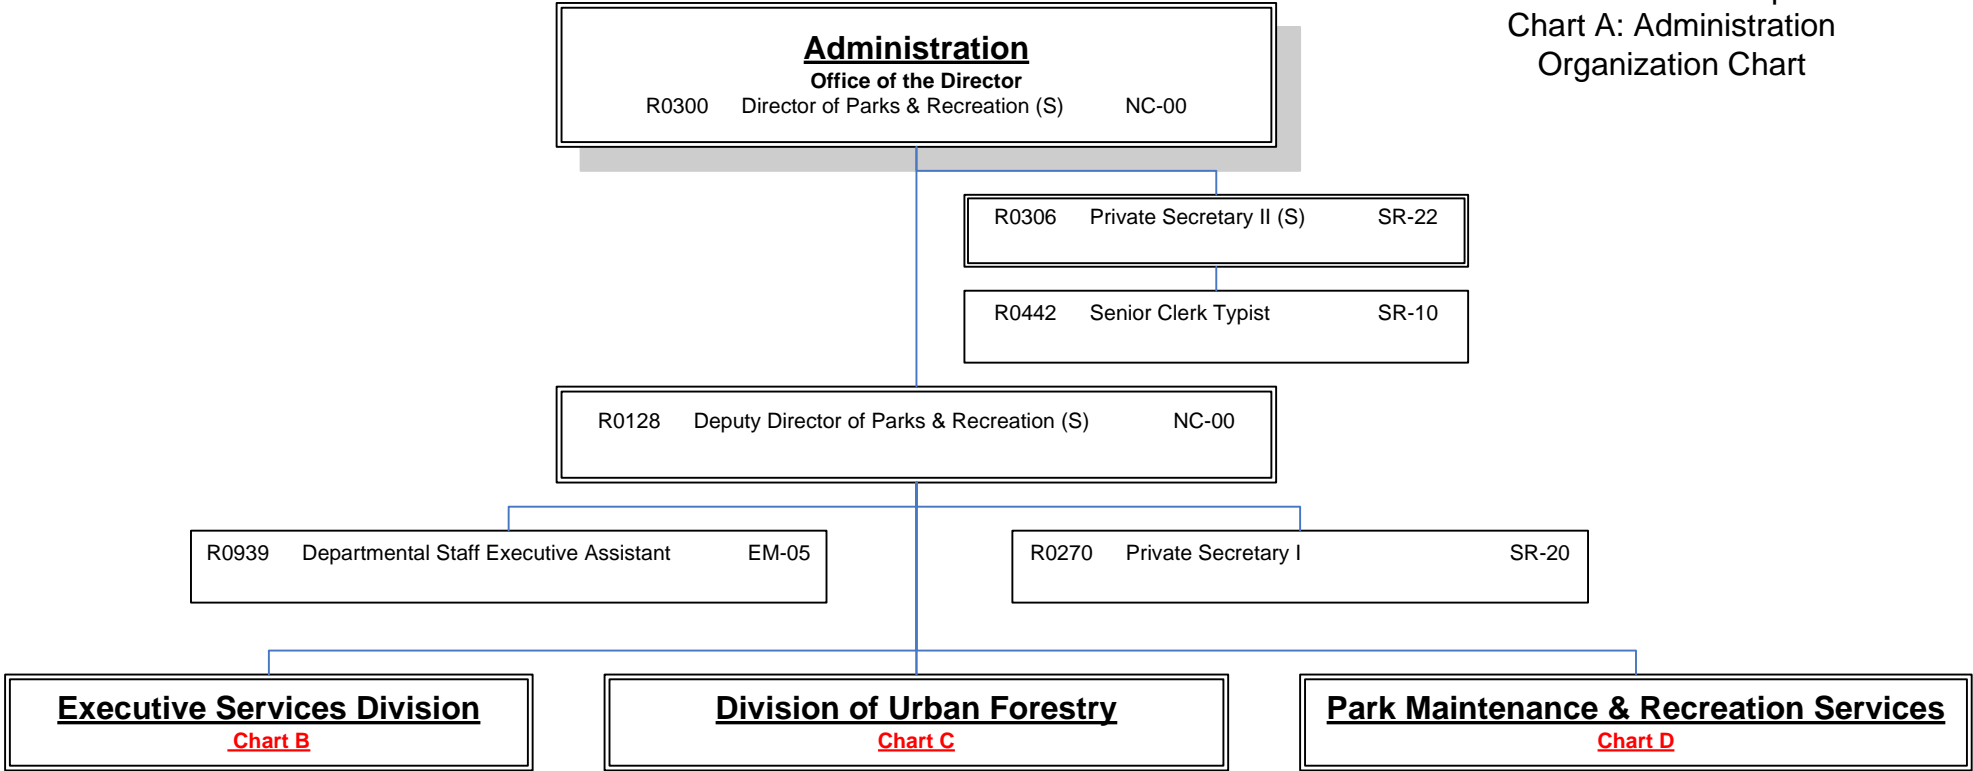 Chart A: Administration
Organization Chart
Administration
Office of the Director
R0300 Director of Parks & Recreation (S) NC-00
R0306 Private Secretary II (S) SR-22
R0442 Senior Clerk Typist SR-10
R0128 Deputy Director of Parks & Recreation (S) NC-00
R0939 Departmental Staff Executive Assistant EM-05
R0270 Private Secretary I SR-20
Executive Services Division
Chart B
Division of Urban Forestry
Chart C
Park Maintenance & Recreation Services
Chart D